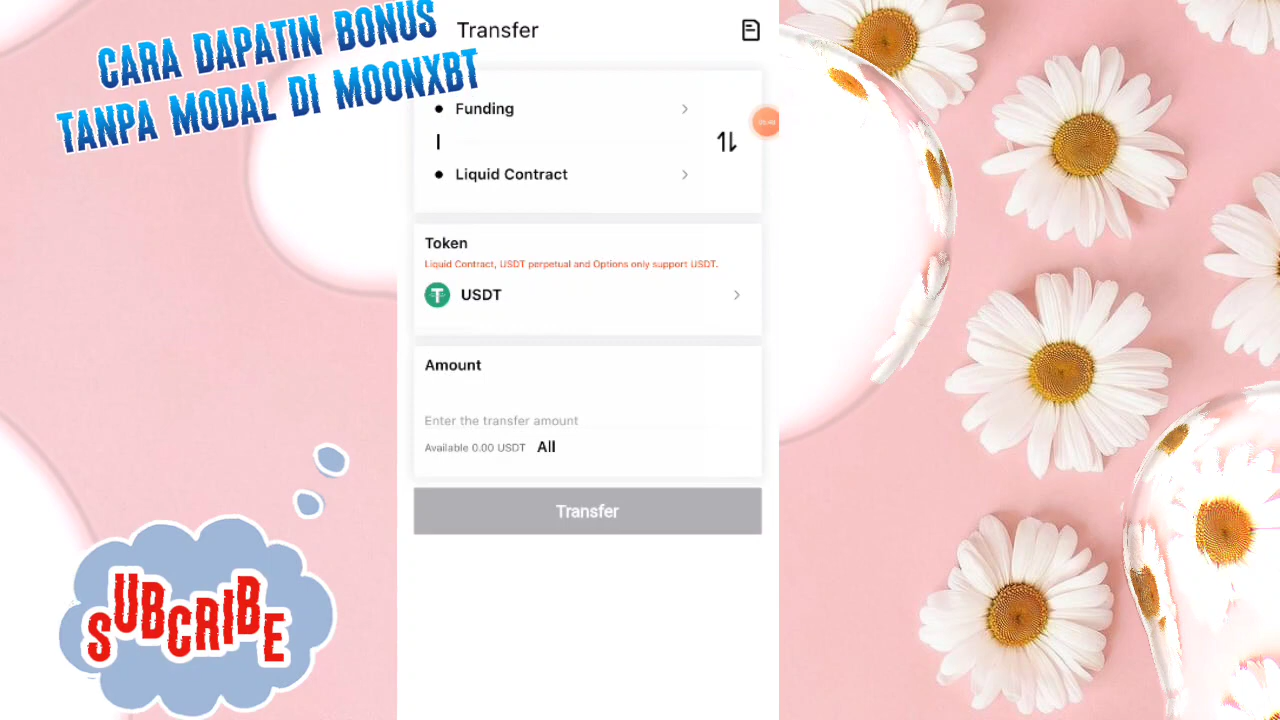 CARA DAPATIN BONUS
TANPA MODAL DI MOONXBT
Transfer
Funding
Liquid Contract
Token
Liquid Contract, USDT perpetual and Options only support USDT.
USDT
Amount
Enter the transfer amount
Available 0.00 USDT All
Transfer
SUBCRIBE